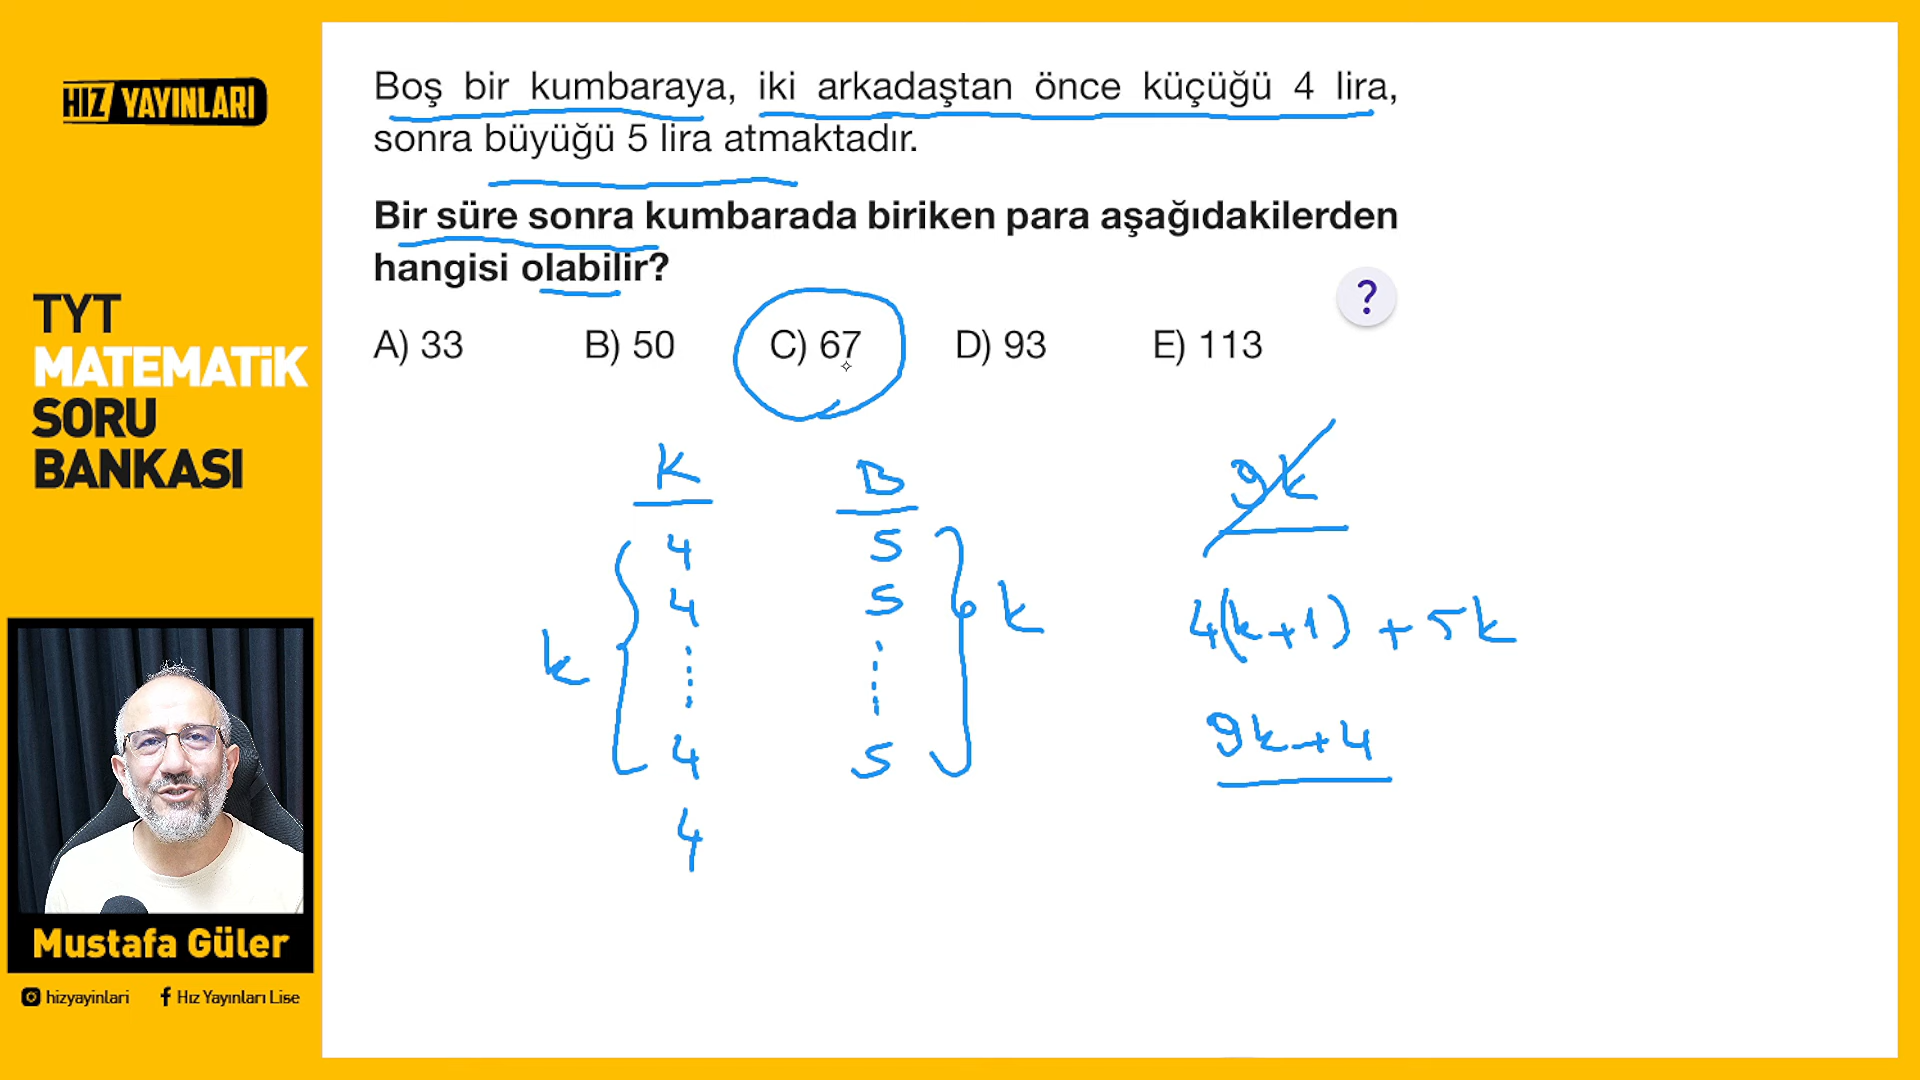 HIZ YAYINLARI
TYT
MATEMATİK
SORU
BANKASI
Mustafa Güler
hizyayinlari
Hız Yayınları Lise
Boş bir kumbaraya, iki arkadaştan önce küçüğü 4 lira,
sonra büyüğü 5 lira atmaktadır.
Bir süre sonra kumbarada biriken para aşağıdakilerden
hangisi olabilir?
?
A) 33 B) 50 C) 67 D) 93 E) 113
K B 9k
4 5
4 5 k 4(k+1) + 5k
k
4 5 9k+4
4